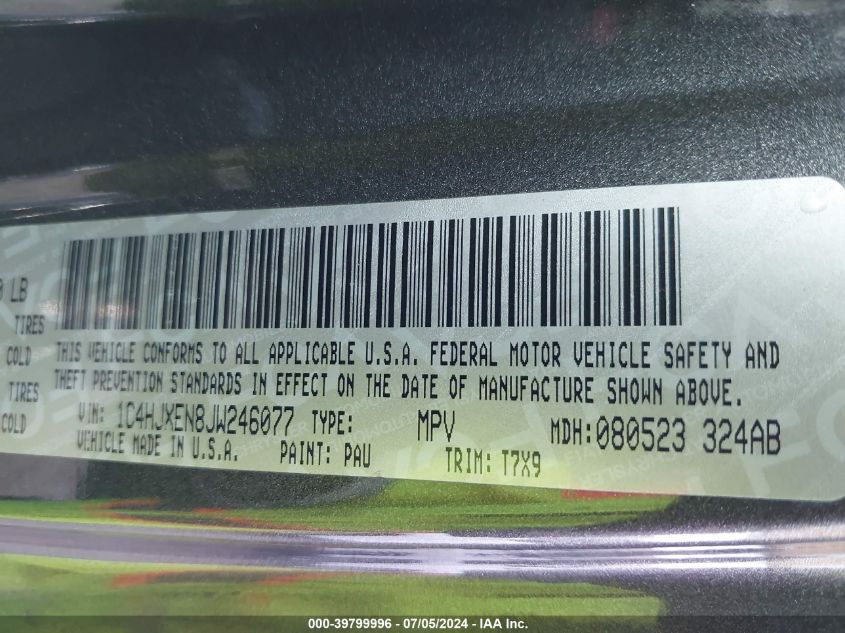 0 LB
TIRES
COLD
TIRES
COLD
THIS VEHICLE CONFORMS TO ALL APPLICABLE U.S.A. FEDERAL MOTOR VEHICLE SAFETY AND
THEFT PREVENTION STANDARDS IN EFFECT ON THE DATE OF MANUFACTURE SHOWN ABOVE.
VIN: 1C4HJXEN8JW246077 TYPE: MPV MDH:080523 324AB
VEHICLE MADE IN U.S.A. PAINT: PAU TRIM: T7X9
000-39799996 - 07/05/2024 - IAA Inc.